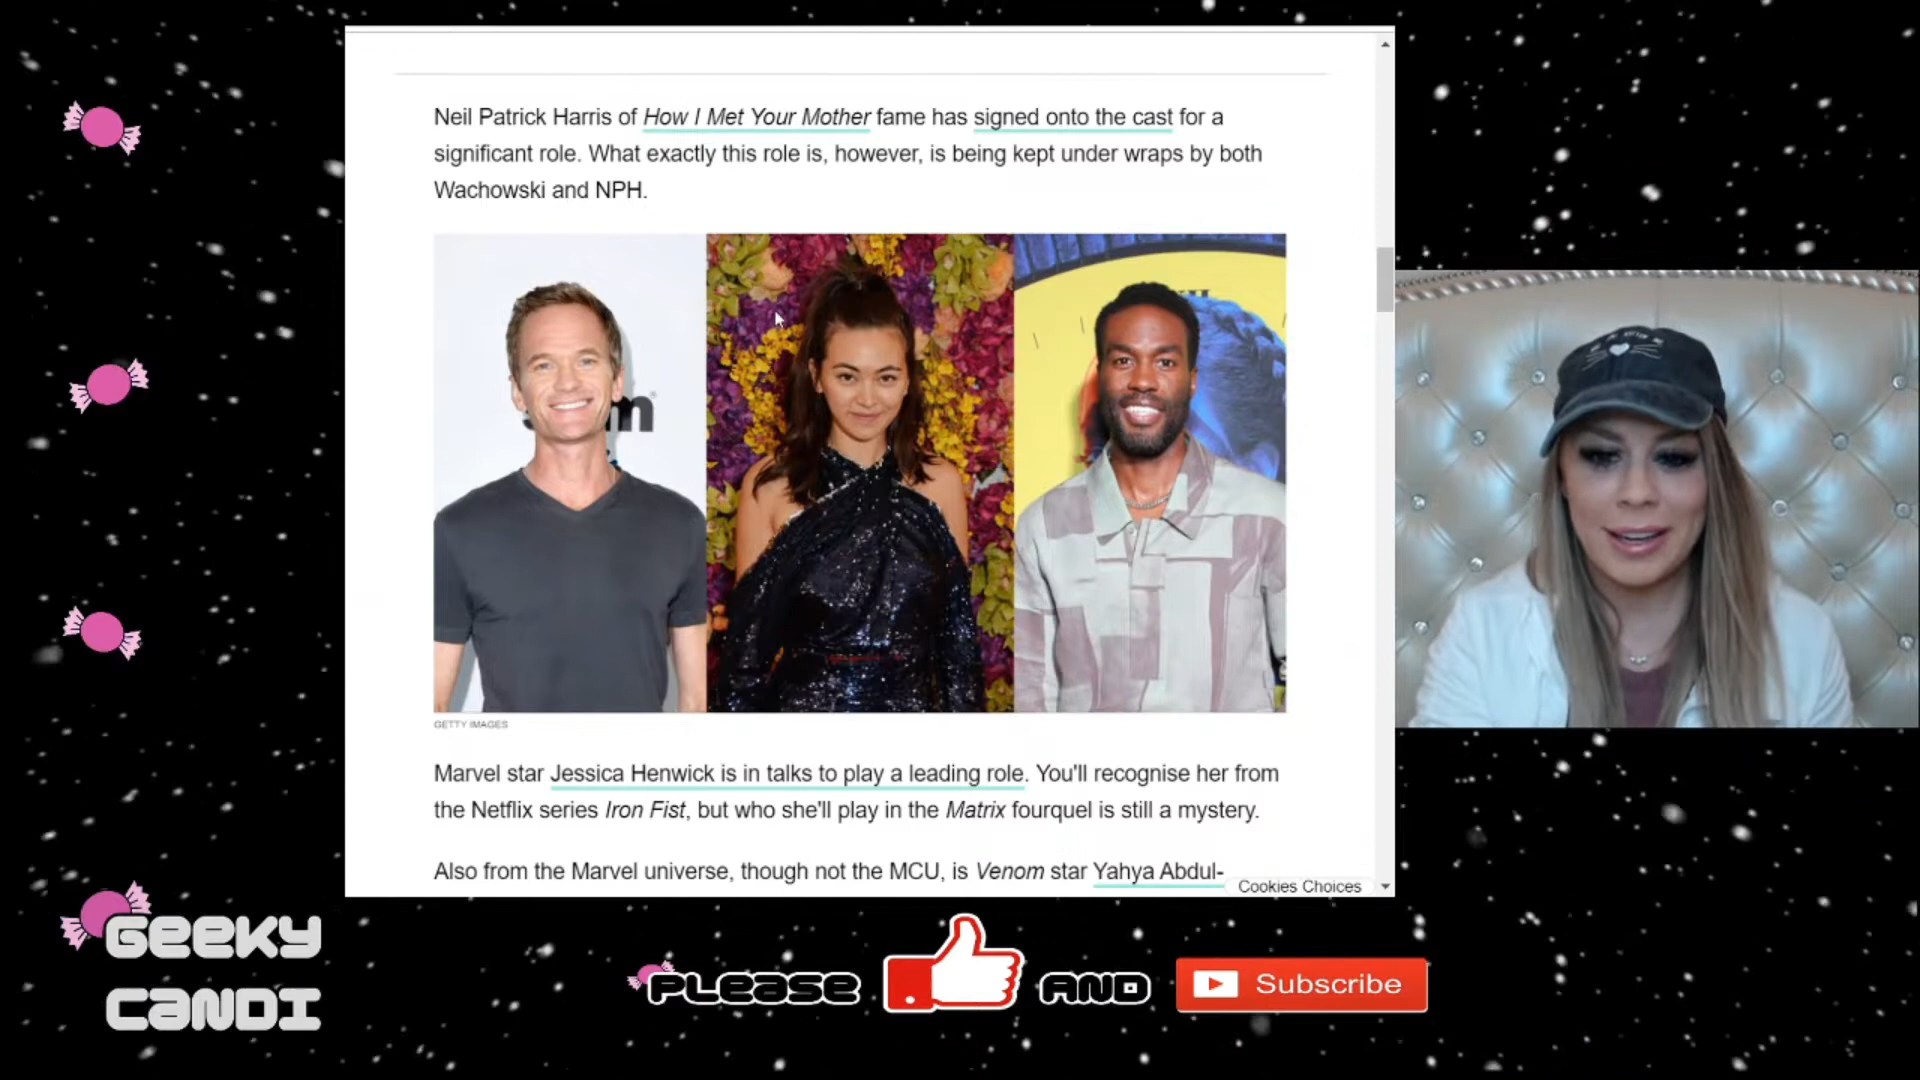 Neil Patrick Harris of How I Met Your Mother fame has signed onto the cast for a
significant role. What exactly this role is, however, is being kept under wraps by both
Wachowski and NPH.
GETTY IMAGES
Marvel star Jessica Henwick is in talks to play a leading role. You'll recognise her from
the Netflix series Iron Fist, but who she'll play in the Matrix fourquel is still a mystery.
Also from the Marvel universe, though not the MCU, is Venom star Yahya Abdul-
Cookies Choices
GEEKY
CANDI
PLEASE AND Subscribe